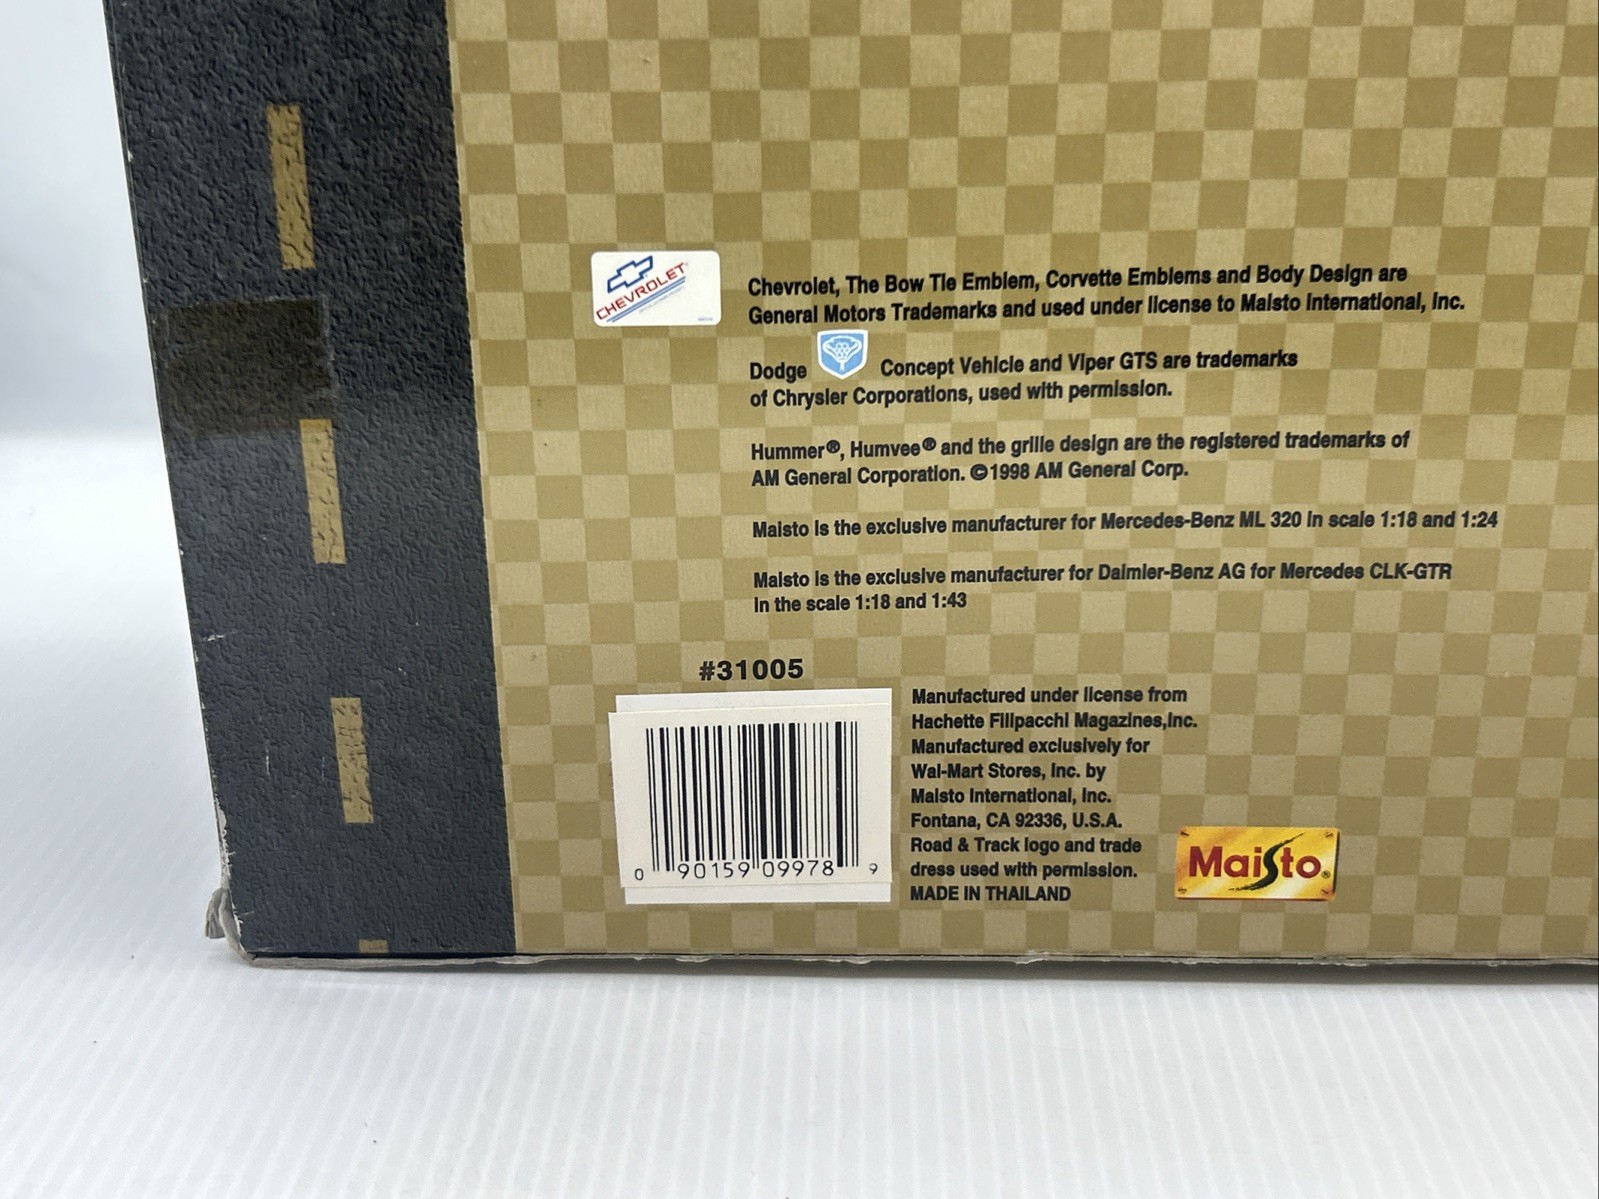 CHEVROLET
Chevrolet, The Bow Tie Emblem, Corvette Emblems and Body Design are
General Motors Trademarks and used under license to Maisto International, Inc.
Dodge Concept Vehicle and Viper GTS are trademarks
of Chrysler Corporations, used with permission.
Hummer®, Humvee® and the grille design are the registered trademarks of
AM General Corporation. ©1998 AM General Corp.
Maisto is the exclusive manufacturer for Mercedes-Benz ML 320 in scale 1:18 and 1:24
Maisto is the exclusive manufacturer for Daimler-Benz AG for Mercedes CLK-GTR
in the scale 1:18 and 1:43
#31005
0 90159 09978 9
Manufactured under license from
Hachette Filipacchi Magazines,Inc.
Manufactured exclusively for
Wal-Mart Stores, Inc. by
Maisto International, Inc.
Fontana, CA 92336, U.S.A.
Road & Track logo and trade
dress used with permission.
MADE IN THAILAND
Maisto®